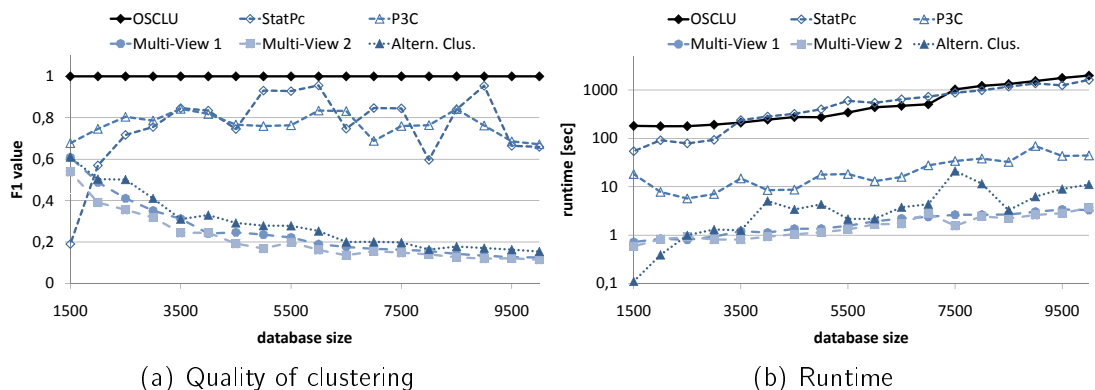 OSCLU StatPc P3C
Multi-View 1 Multi-View 2 Altern. Clus.
1
0,8
0,6
0,4
0,2
0
F1 value
1500 3500 5500 7500 9500
database size
(a) Quality of clustering
OSCLU StatPc P3C
Multi-View 1 Multi-View 2 Altern. Clus.
1000
100
10
1
0,1
runtime [sec]
1500 3500 5500 7500 9500
database size
(b) Runtime